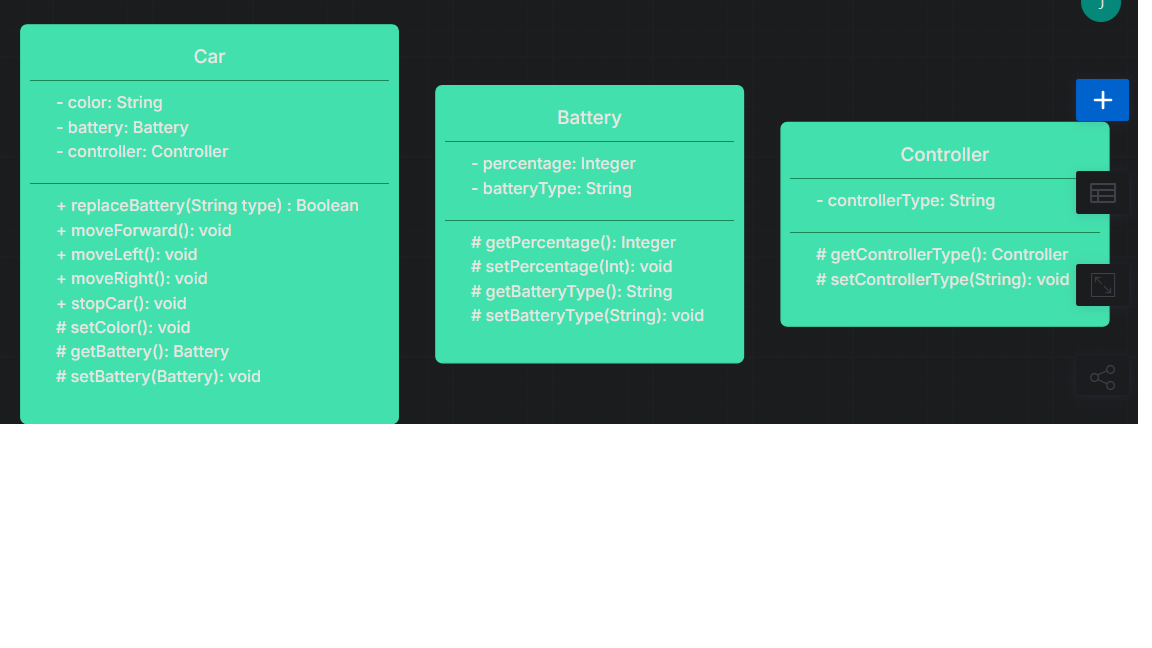 J
Car
- color: String
- battery: Battery
- controller: Controller
+ replaceBattery(String type) : Boolean
+ moveForward(): void
+ moveLeft(): void
+ moveRight(): void
+ stopCar(): void
# setColor(): void
# getBattery(): Battery
# setBattery(Battery): void
Battery
- percentage: Integer
- batteryType: String
# getPercentage(): Integer
# setPercentage(Int): void
# getBatteryType(): String
# setBatteryType(String): void
Controller
- controllerType: String
# getControllerType(): Controller
# setControllerType(String): void